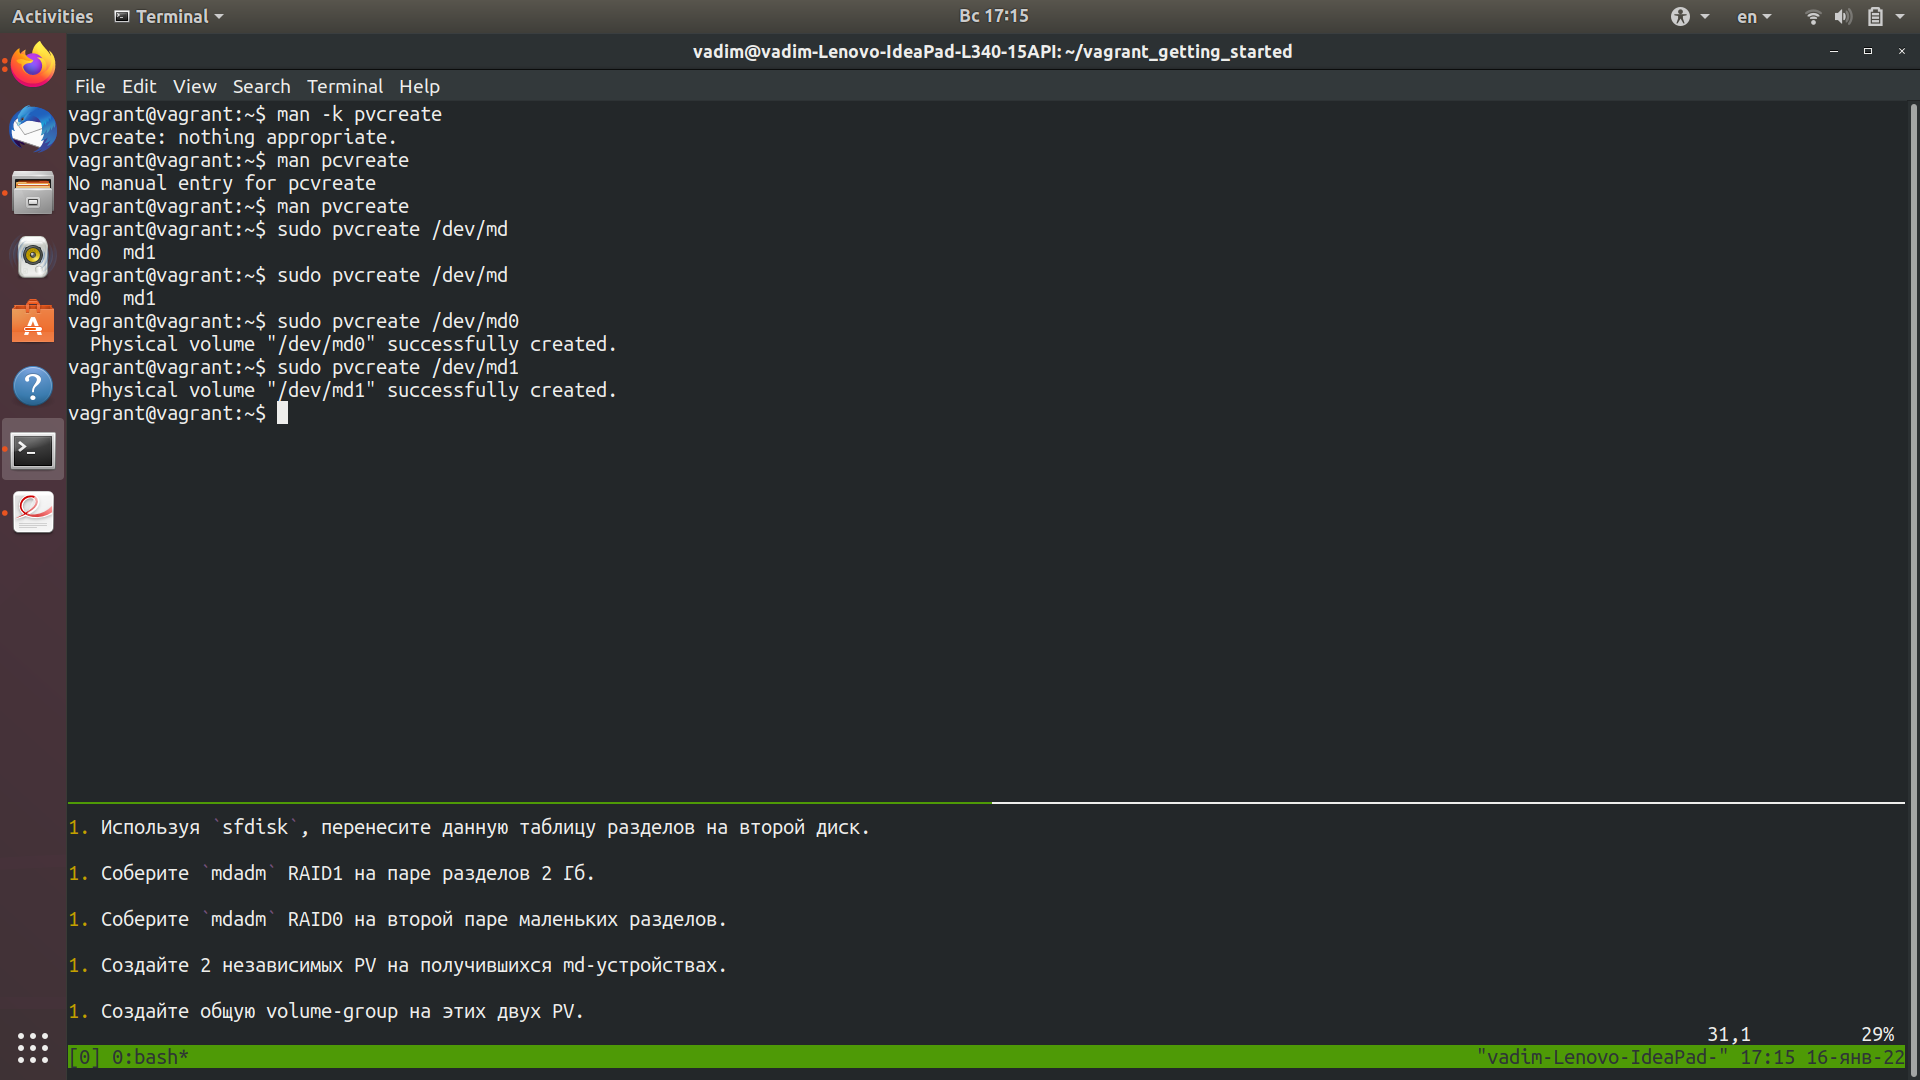 Activities Terminal Вс 17:15 en
vadim@vadim-Lenovo-IdeaPad-L340-15API: ~/vagrant_getting_started
File Edit View Search Terminal Help
vagrant@vagrant:~$ man -k pvcreate
pvcreate: nothing appropriate.
vagrant@vagrant:~$ man pcvreate
No manual entry for pcvreate
vagrant@vagrant:~$ man pvcreate
vagrant@vagrant:~$ sudo pvcreate /dev/md
md0  md1
vagrant@vagrant:~$ sudo pvcreate /dev/md
md0  md1
vagrant@vagrant:~$ sudo pvcreate /dev/md0
  Physical volume "/dev/md0" successfully created.
vagrant@vagrant:~$ sudo pvcreate /dev/md1
  Physical volume "/dev/md1" successfully created.
vagrant@vagrant:~$
1. Используя `sfdisk`, перенесите данную таблицу разделов на второй диск.
1. Соберите `mdadm` RAID1 на паре разделов 2 Гб.
1. Соберите `mdadm` RAID0 на второй паре маленьких разделов.
1. Создайте 2 независимых PV на получившихся md-устройствах.
1. Создайте общую volume-group на этих двух PV.
31,1 29%
[0] 0:bash* "vadim-Lenovo-IdeaPad-" 17:15 16-янв-22